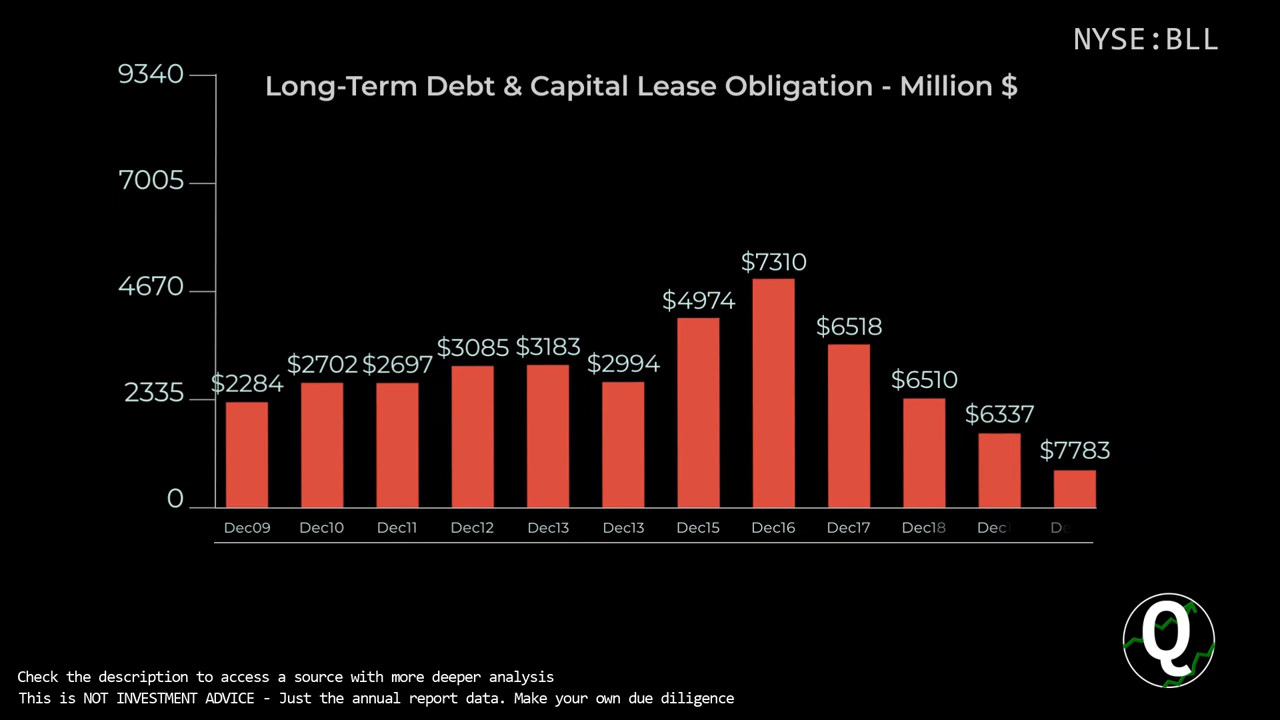 NYSE:BLL
Long-Term Debt & Capital Lease Obligation - Million $
9340
7005
4670
2335
0
$2284 $2702 $2697 $3085 $3183 $2994 $4974 $7310 $6518 $6510 $6337 $7783
Dec09 Dec10 Dec11 Dec12 Dec13 Dec13 Dec15 Dec16 Dec17 Dec18 Dec
Q
Check the description to access a source with more deeper analysis
This is NOT INVESTMENT ADVICE - Just the annual report data. Make your own due diligence